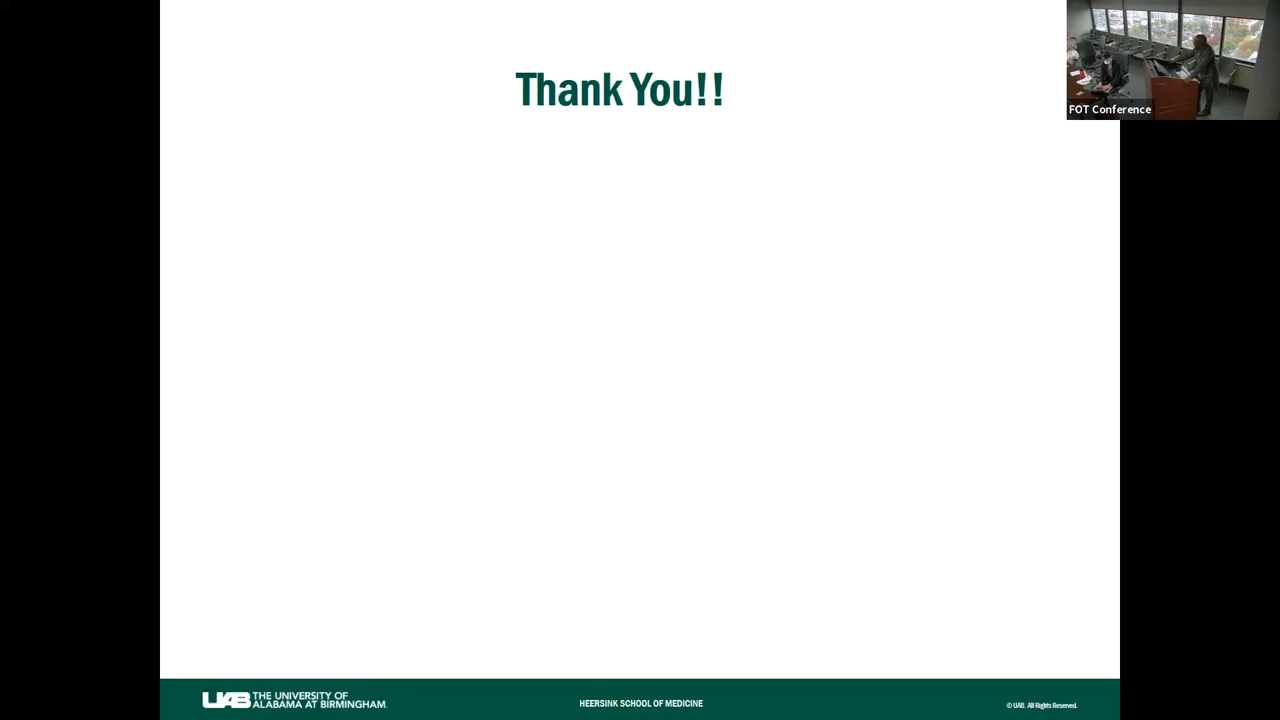 Thank You!!
FOT Conference
UAB THE UNIVERSITY OF
ALABAMA AT BIRMINGHAM.
HEERSINK SCHOOL OF MEDICINE
© UAB. All Rights Reserved.